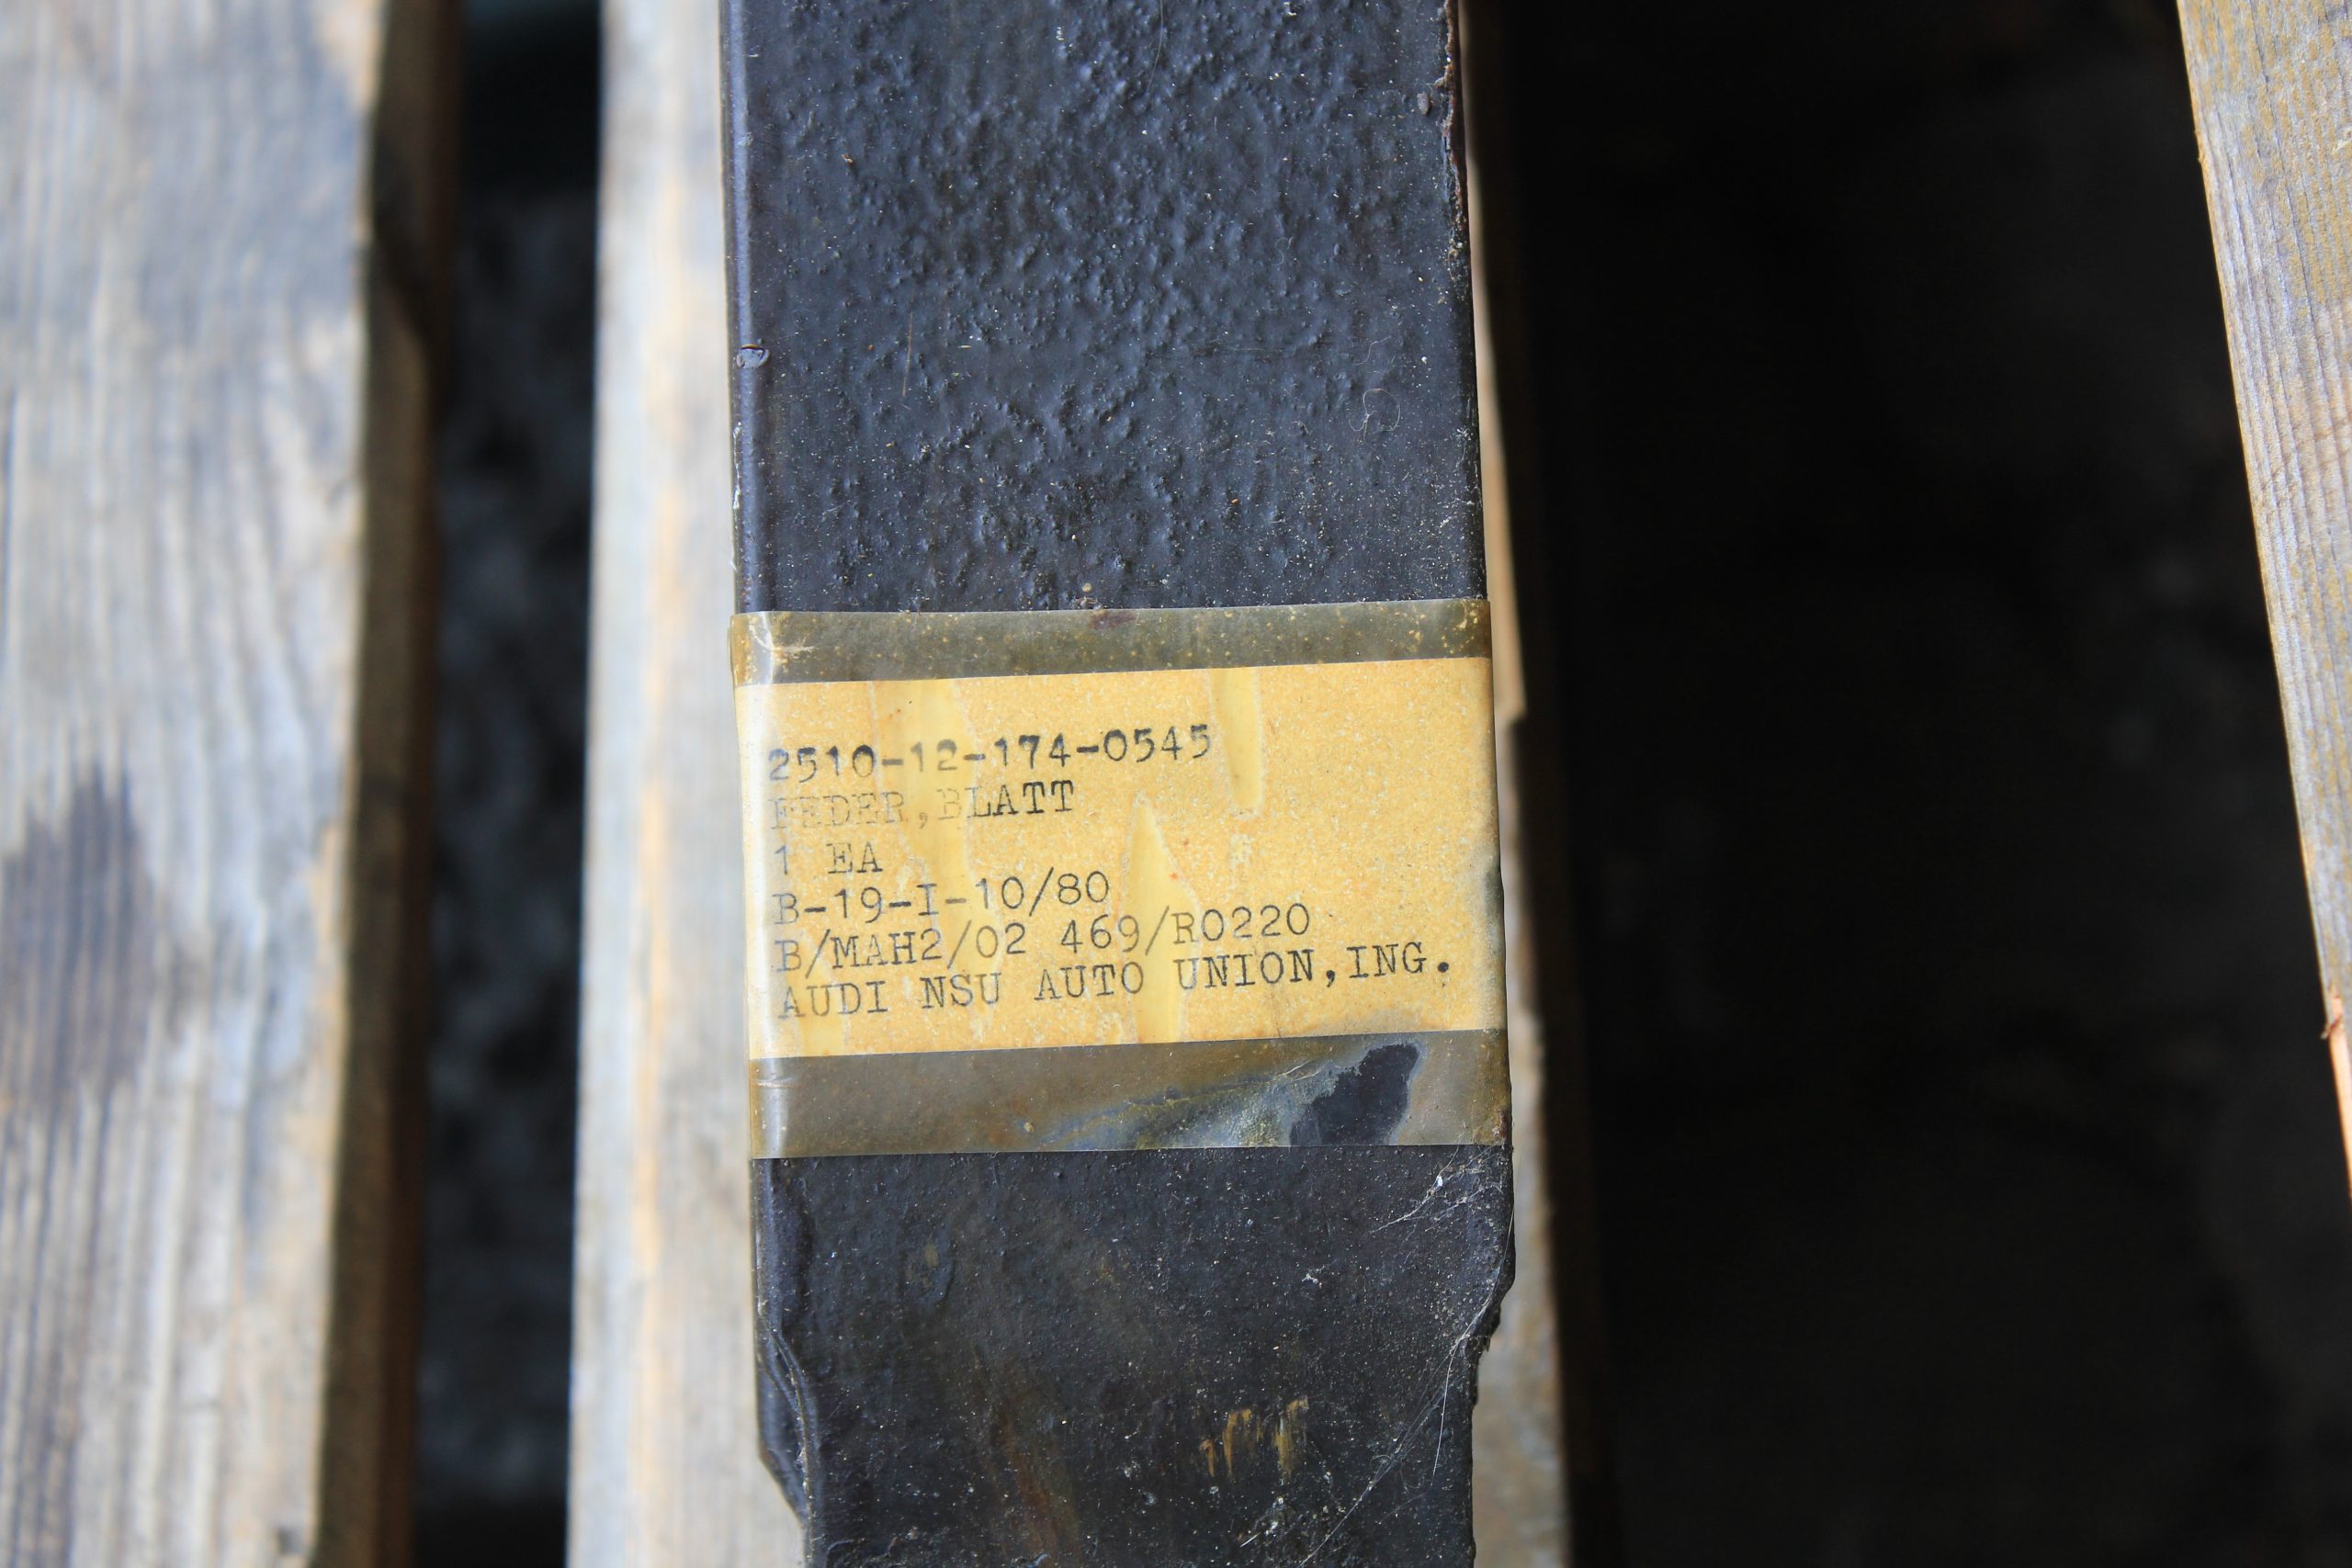 2510-12-174-0545
FEDER,BLATT
1 EA
B-19-I-10/80
B/MAH2/02 469/R0220
AUDI NSU AUTO UNION,ING.